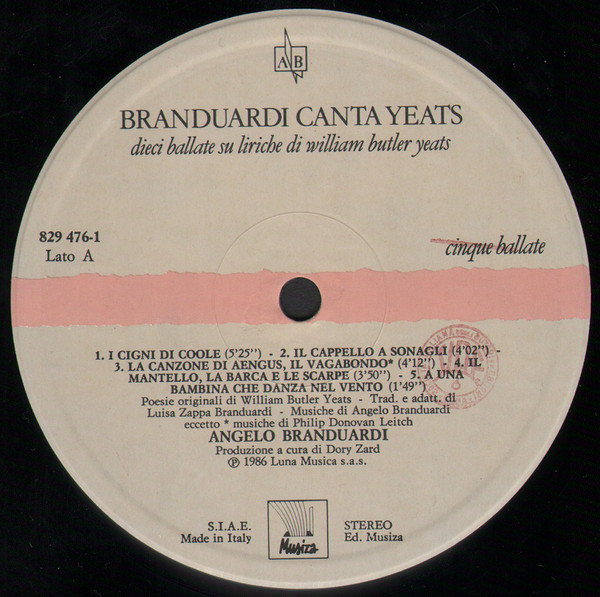 A B
BRANDUARDI CANTA YEATS
dieci ballate su liriche di william butler yeats
829 476-1
Lato A
cinque ballate
1. I CIGNI DI COOLE (5'25'') - 2. IL CAPPELLO A SONAGLI (4'02'') -
3. LA CANZONE DI AENGUS, IL VAGABONDO* (4'12'') - 4. IL
MANTELLO, LA BARCA E LE SCARPE (3'50'') - 5. A UNA
BAMBINA CHE DANZA NEL VENTO (1'49'')
Poesie originali di William Butler Yeats - Trad. e adatt. di
Luisa Zappa Branduardi - Musiche di Angelo Branduardi
eccetto * musiche di Philip Donovan Leitch
ANGELO BRANDUARDI
Produzione a cura di Dory Zard
℗ 1986 Luna Musica s.a.s.
S.I.A.E.
Made in Italy
Musiza
STEREO
Ed. Musiza